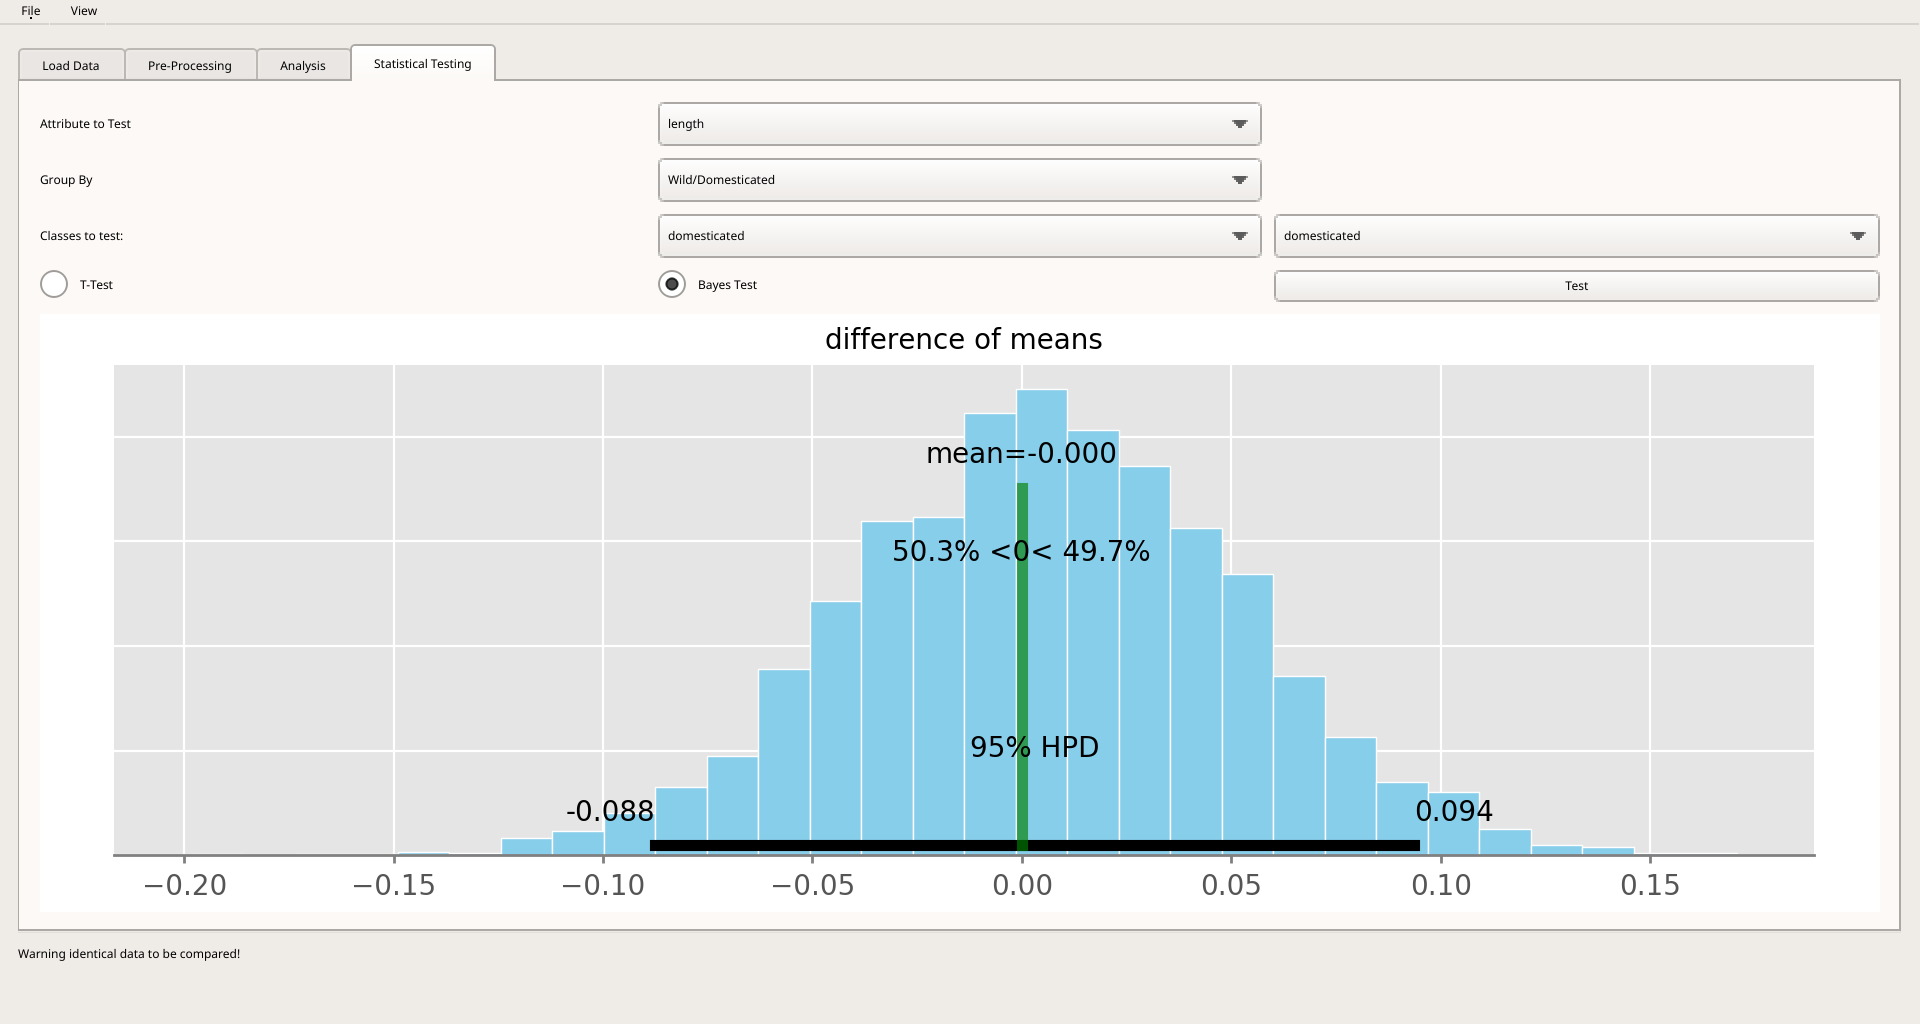 File View
Load Data Pre-Processing Analysis Statistical Testing
Attribute to Test length
Group By Wild/Domesticated
Classes to test: domesticated domesticated
T-Test Bayes Test Test
difference of means
mean=-0.000
50.3% <0< 49.7%
95% HPD
-0.088 0.094
−0.20 −0.15 −0.10 −0.05 0.00 0.05 0.10 0.15
Warning identical data to be compared!